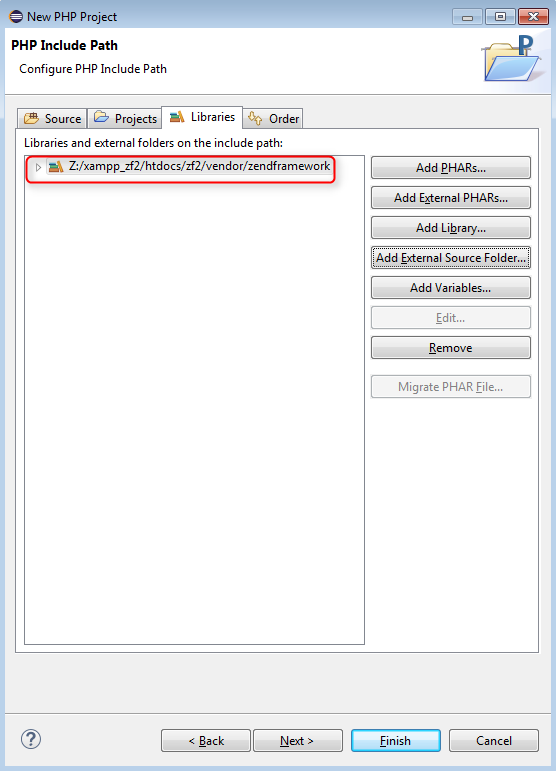 New PHP Project
PHP Include Path
Configure PHP Include Path
P
Source
Projects
Libraries
Order
Libraries and external folders on the include path:
Z:/xampp_zf2/htdocs/zf2/vendor/zendframework
Add PHARs...
Add External PHARs...
Add Library...
Add External Source Folder...
Add Variables...
Edit...
Remove
Migrate PHAR File...
?
< Back
Next >
Finish
Cancel